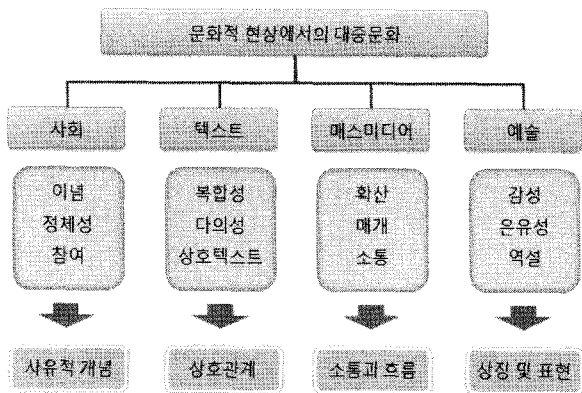 문화적 현상에서의 대중문화
사회
텍스트
매스미디어
예술
이념
정체성
참여
복합성
다의성
상호텍스트
확산
매개
소통
감성
은유성
역설
사유적 개념
상호관계
소통과 흐름
상징 및 표현